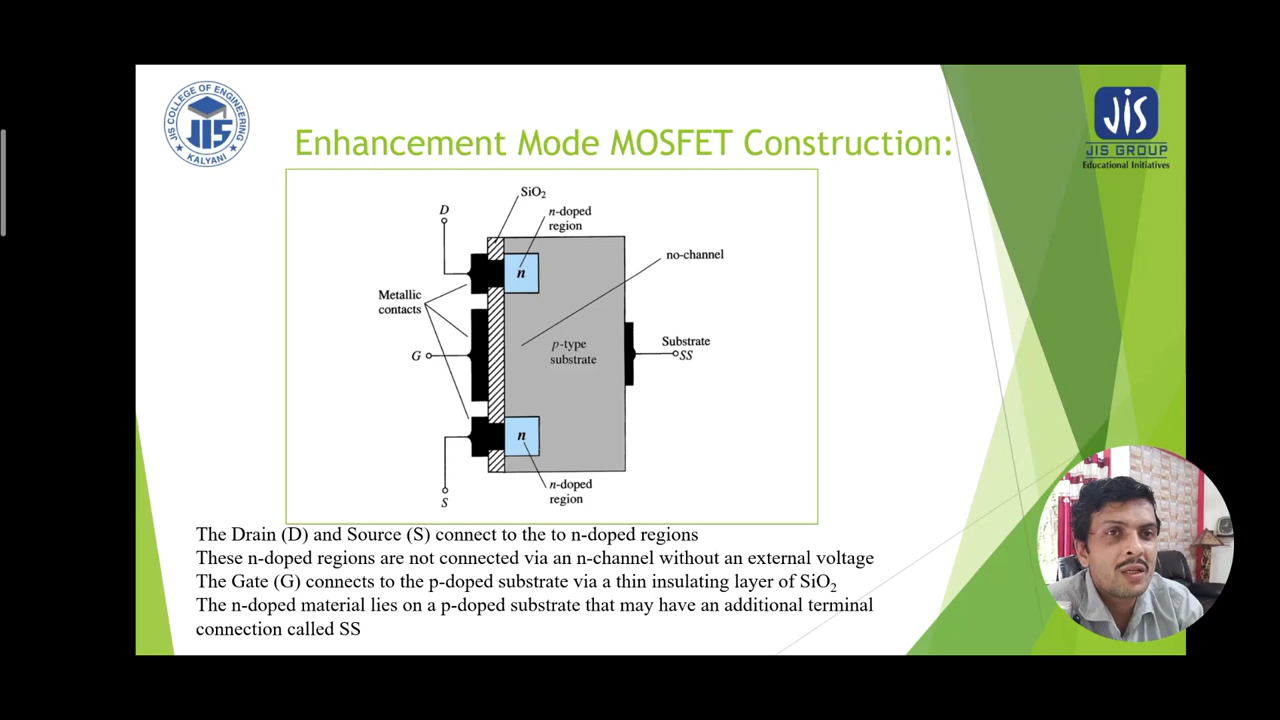 JIS COLLEGE OF ENGINEERING
JIS
KALYANI
JIS
JIS GROUP
Educational Initiatives
Enhancement Mode MOSFET Construction:
SiO2
D
n-doped
region
n
no-channel
Metallic
contacts
G
p-type
substrate
Substrate
SS
n
S
n-doped
region
The Drain (D) and Source (S) connect to the to n-doped regions
These n-doped regions are not connected via an n-channel without an external voltage
The Gate (G) connects to the p-doped substrate via a thin insulating layer of SiO2
The n-doped material lies on a p-doped substrate that may have an additional terminal
connection called SS